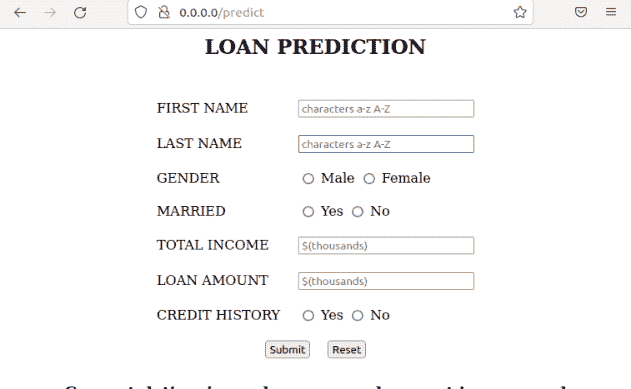 0.0.0.0/predict
LOAN PREDICTION
FIRST NAME characters a-z A-Z
LAST NAME characters a-z A-Z
GENDER Male Female
MARRIED Yes No
TOTAL INCOME $(thousands)
LOAN AMOUNT $(thousands)
CREDIT HISTORY Yes No
Submit Reset